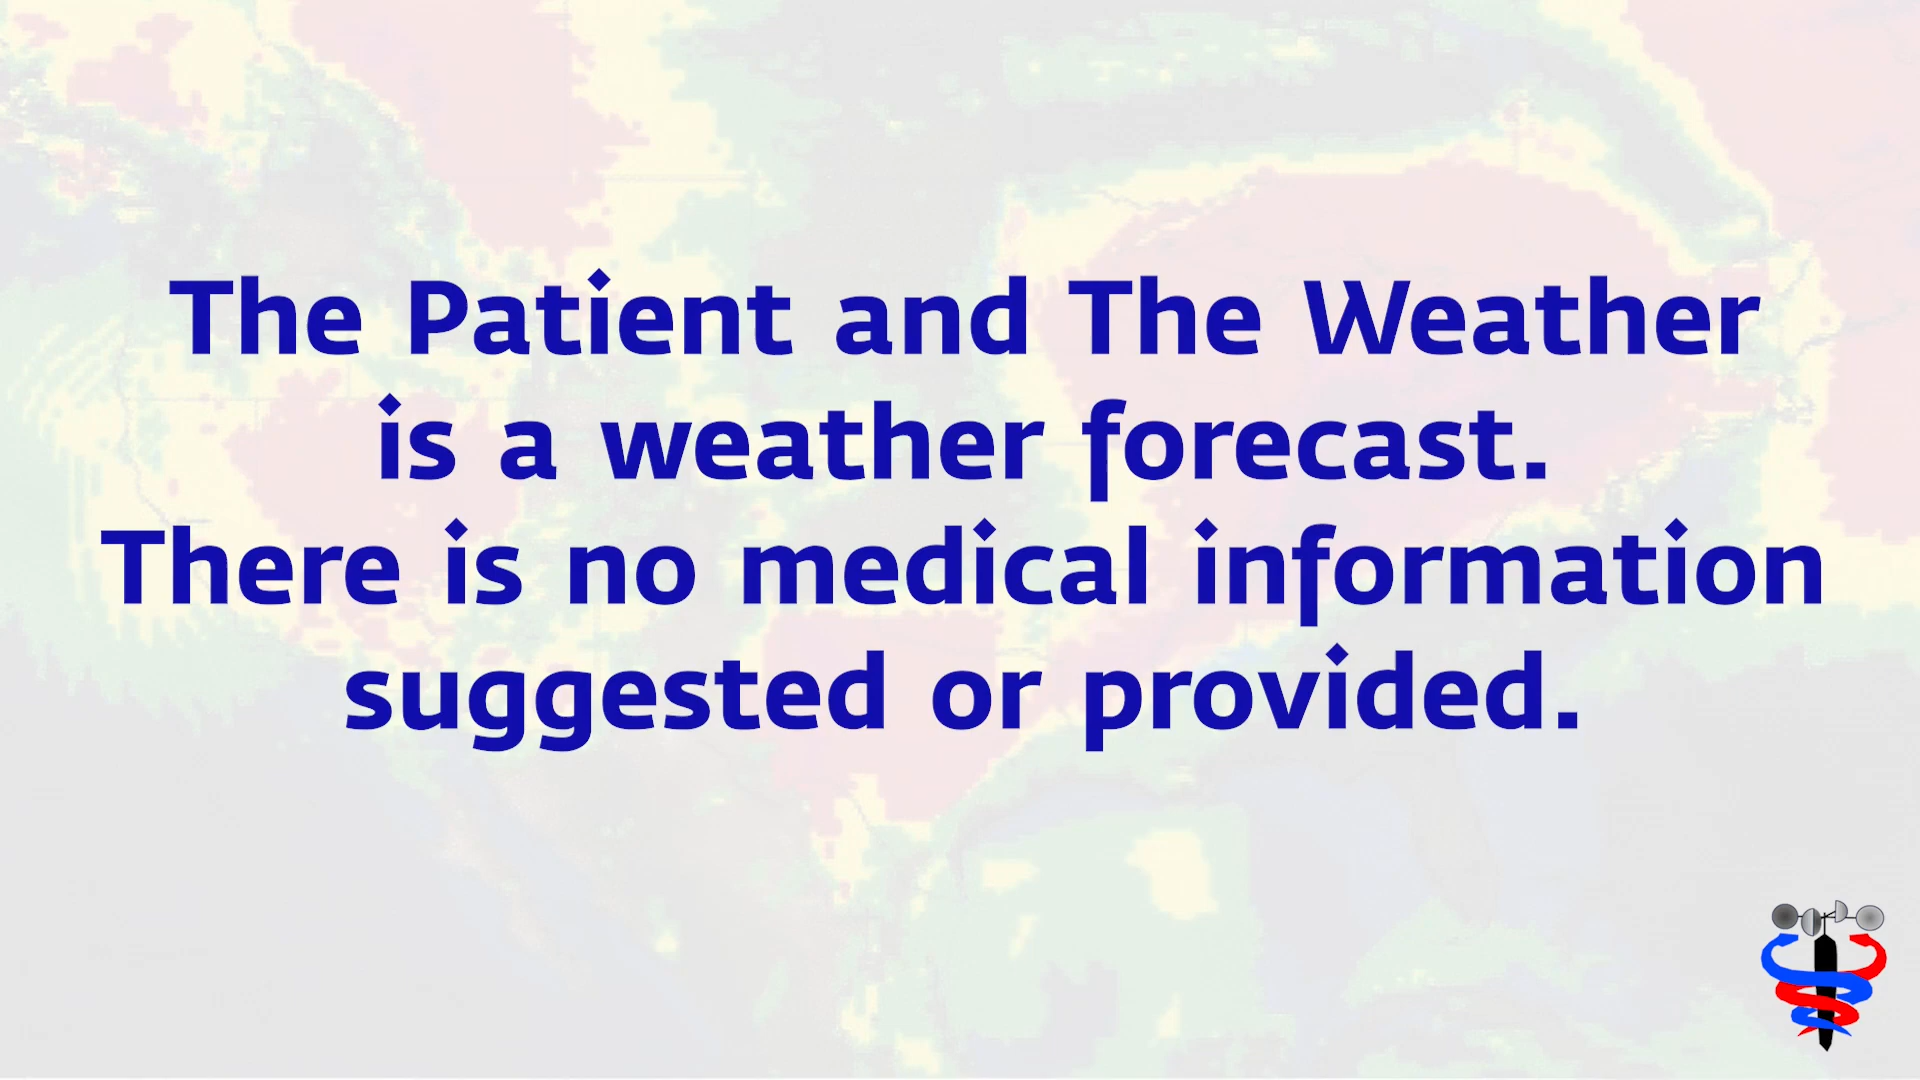 The Patient and The Weather
is a weather forecast.
There is no medical information
suggested or provided.